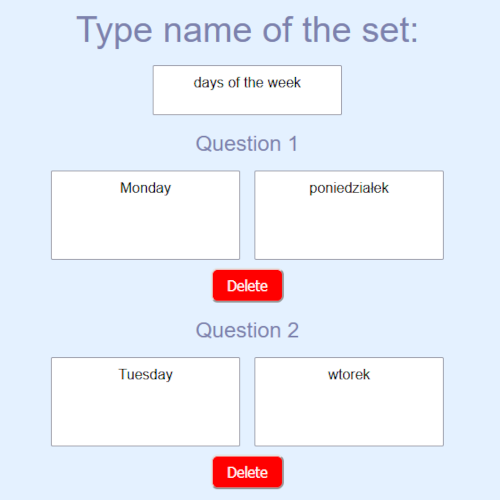 Type name of the set:
days of the week
Question 1
Monday
poniedziałek
Delete
Question 2
Tuesday
wtorek
Delete